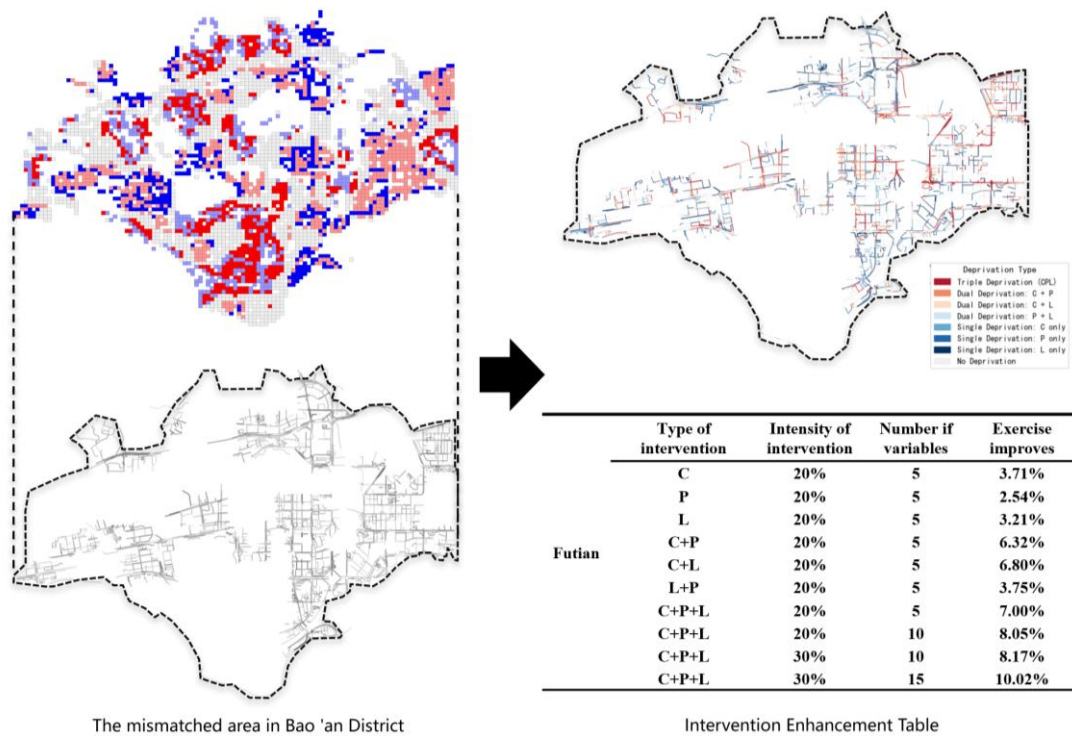 Deprivation Type
Triple Deprivation (CPL)
Dual Deprivation: C + P
Dual Deprivation: C + L
Dual Deprivation: P + L
Single Deprivation: C only
Single Deprivation: P only
Single Deprivation: L only
No Deprivation
Type of intervention Intensity of intervention Number if variables Exercise improves
Futian
C 20% 5 3.71%
P 20% 5 2.54%
L 20% 5 3.21%
C+P 20% 5 6.32%
C+L 20% 5 6.80%
L+P 20% 5 3.75%
C+P+L 20% 5 7.00%
C+P+L 20% 10 8.05%
C+P+L 30% 10 8.17%
C+P+L 30% 15 10.02%
The mismatched area in Bao 'an District
Intervention Enhancement Table